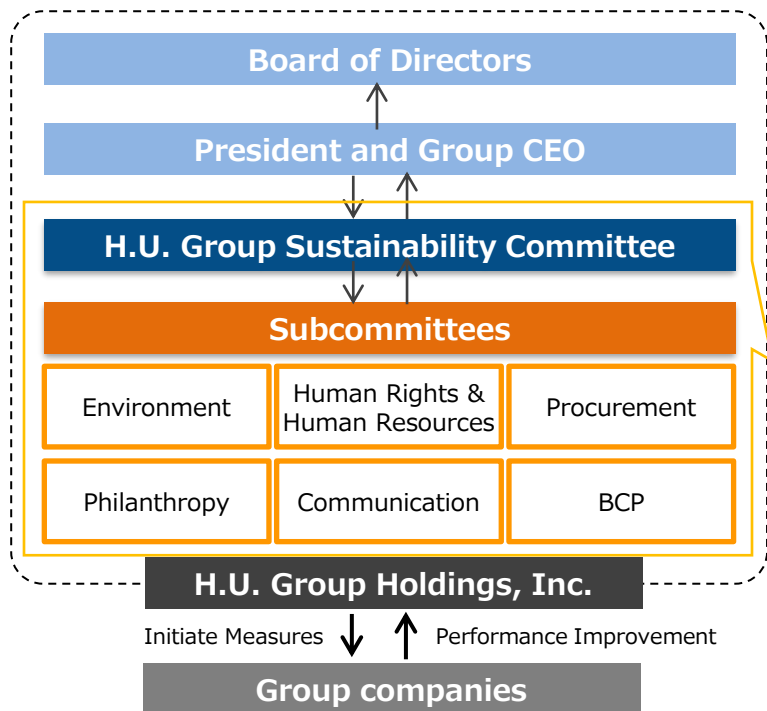 Board of Directors
President and Group CEO
H.U. Group Sustainability Committee
Subcommittees
Environment
Human Rights &
Human Resources
Procurement
Philanthropy
Communication
BCP
H.U. Group Holdings, Inc.
Initiate Measures
Performance Improvement
Group companies